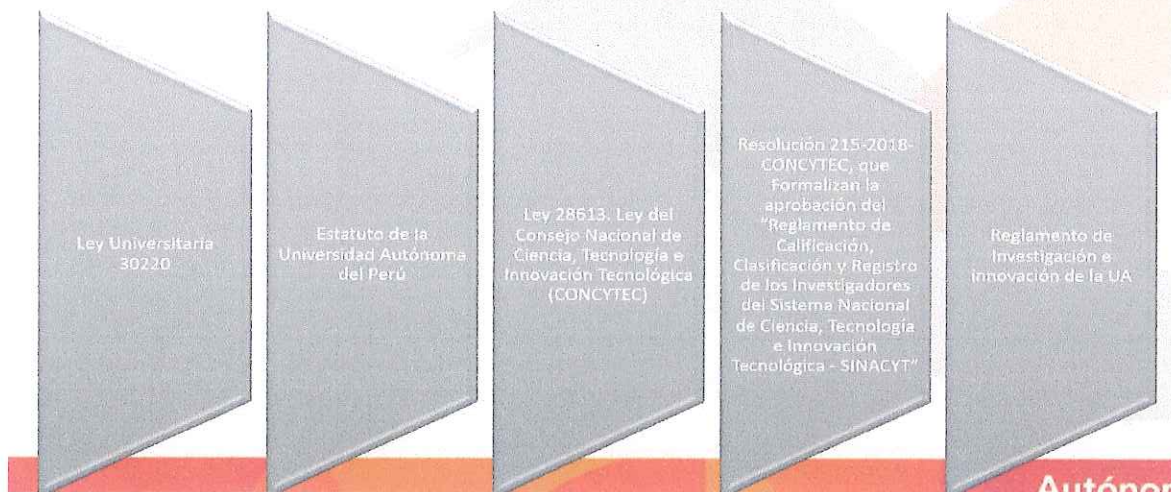 Ley Universitaria
30220
Estatuto de la
Universidad Autónoma
del Perú
Ley 28613. Ley del
Consejo Nacional de
Ciencia, Tecnología e
Innovación Tecnológica
(CONCYTEC)
Resolución 215-2018-
CONCYTEC, que
Formalizan la
aprobación del
"Reglamento de
Calificación,
Clasificación y Registro
de los Investigadores
del Sistema Nacional
de Ciencia, Tecnología
e Innovación
Tecnológica - SINACYT"
Reglamento de
Investigación e
innovación de la UA